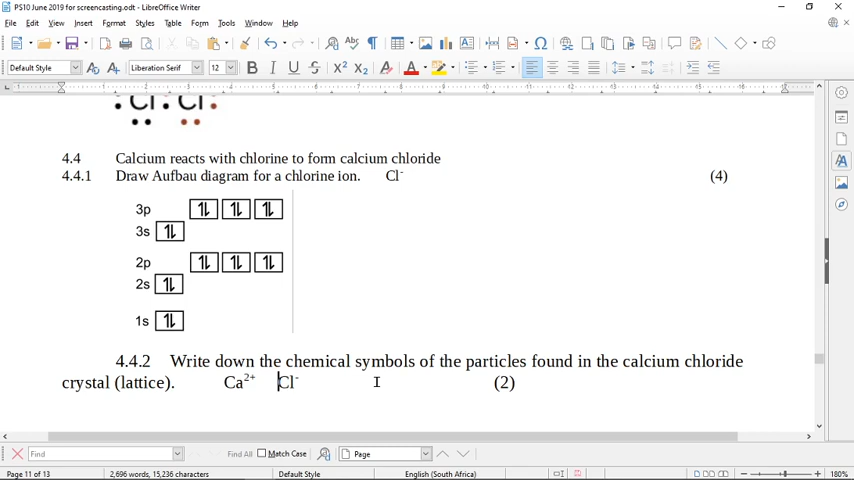 PS10 June 2019 for screencasting.odt - LibreOffice Writer
File Edit View Insert Format Styles Table Form Tools Window Help
Default Style Liberation Serif 12
Cl Cl
4.4 Calcium reacts with chlorine to form calcium chloride
4.4.1 Draw Aufbau diagram for a chlorine ion. Cl⁻ (4)
3p
3s
2p
2s
1s
4.4.2 Write down the chemical symbols of the particles found in the calcium chloride
crystal (lattice). Ca²⁺ Cl⁻ (2)
Find Find All Match Case Page
Page 11 of 13 2,696 words, 15,236 characters Default Style English (South Africa) 180%